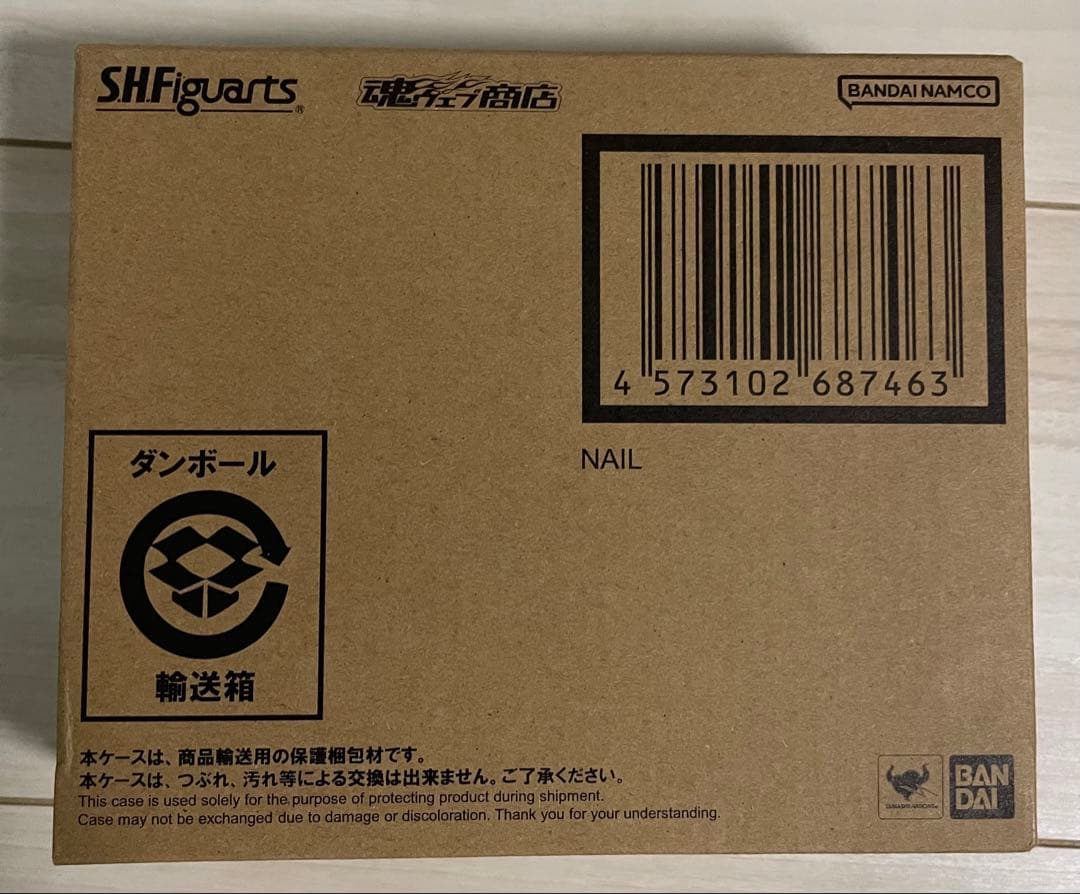 S.H.Figuarts®
魂ウェブ商店
BANDAI NAMCO
4 573102 687463
NAIL
ダンボール
輸送箱
本ケースは、商品輸送用の保護梱包材です。
本ケースは、つぶれ、汚れ等による交換は出来ません。ご了承ください。
This case is used solely for the purpose of protecting product during shipment.
Case may not be exchanged due to damage or discoloration. Thank you for your understanding.
TAMASHII NATIONS
BAN
DAI